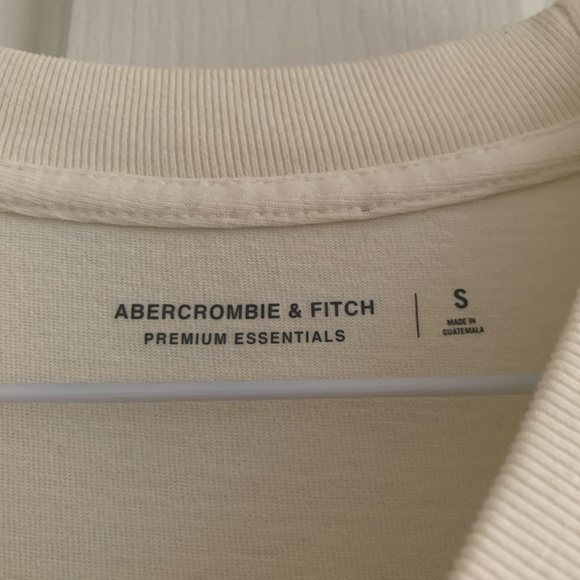 ABERCROMBIE & FITCH
PREMIUM ESSENTIALS
S
MADE IN
GUATEMALA